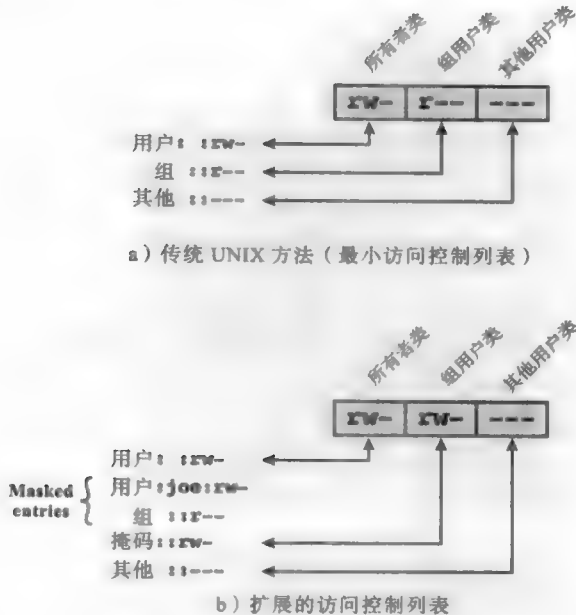 所有者类 组用户类 其他用户类
rw- r-- ---
用户: :rw-
组 ::r--
其他 ::---
a）传统 UNIX 方法（最小访问控制列表）
所有者类 组用户类 其他用户类
rw- rw- ---
用户: :rw-
Masked entries
用户:joe:rw-
组 ::r--
掩码::rw-
其他 ::---
b）扩展的访问控制列表